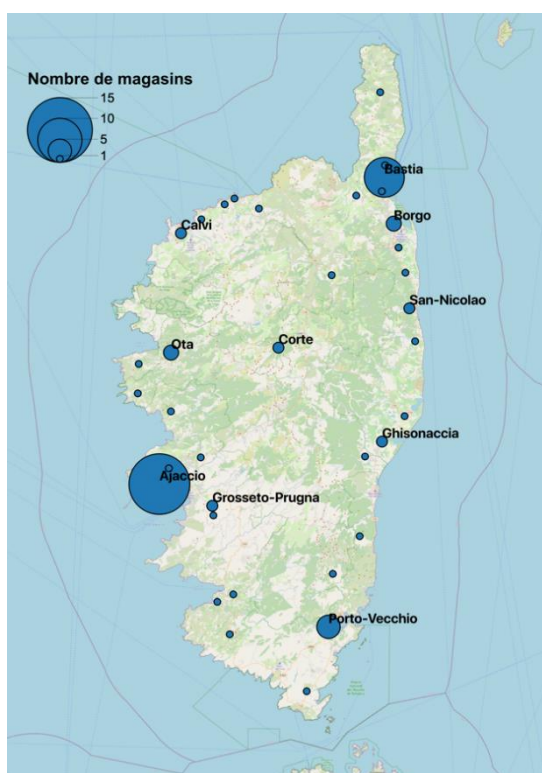 Nombre de magasins
15
10
5
1
Bastia
Borgo
Calvi
San-Nicolao
Ota
Corte
Ghisonaccia
Ajaccio
Grosseto-Prugna
Porto-Vecchio